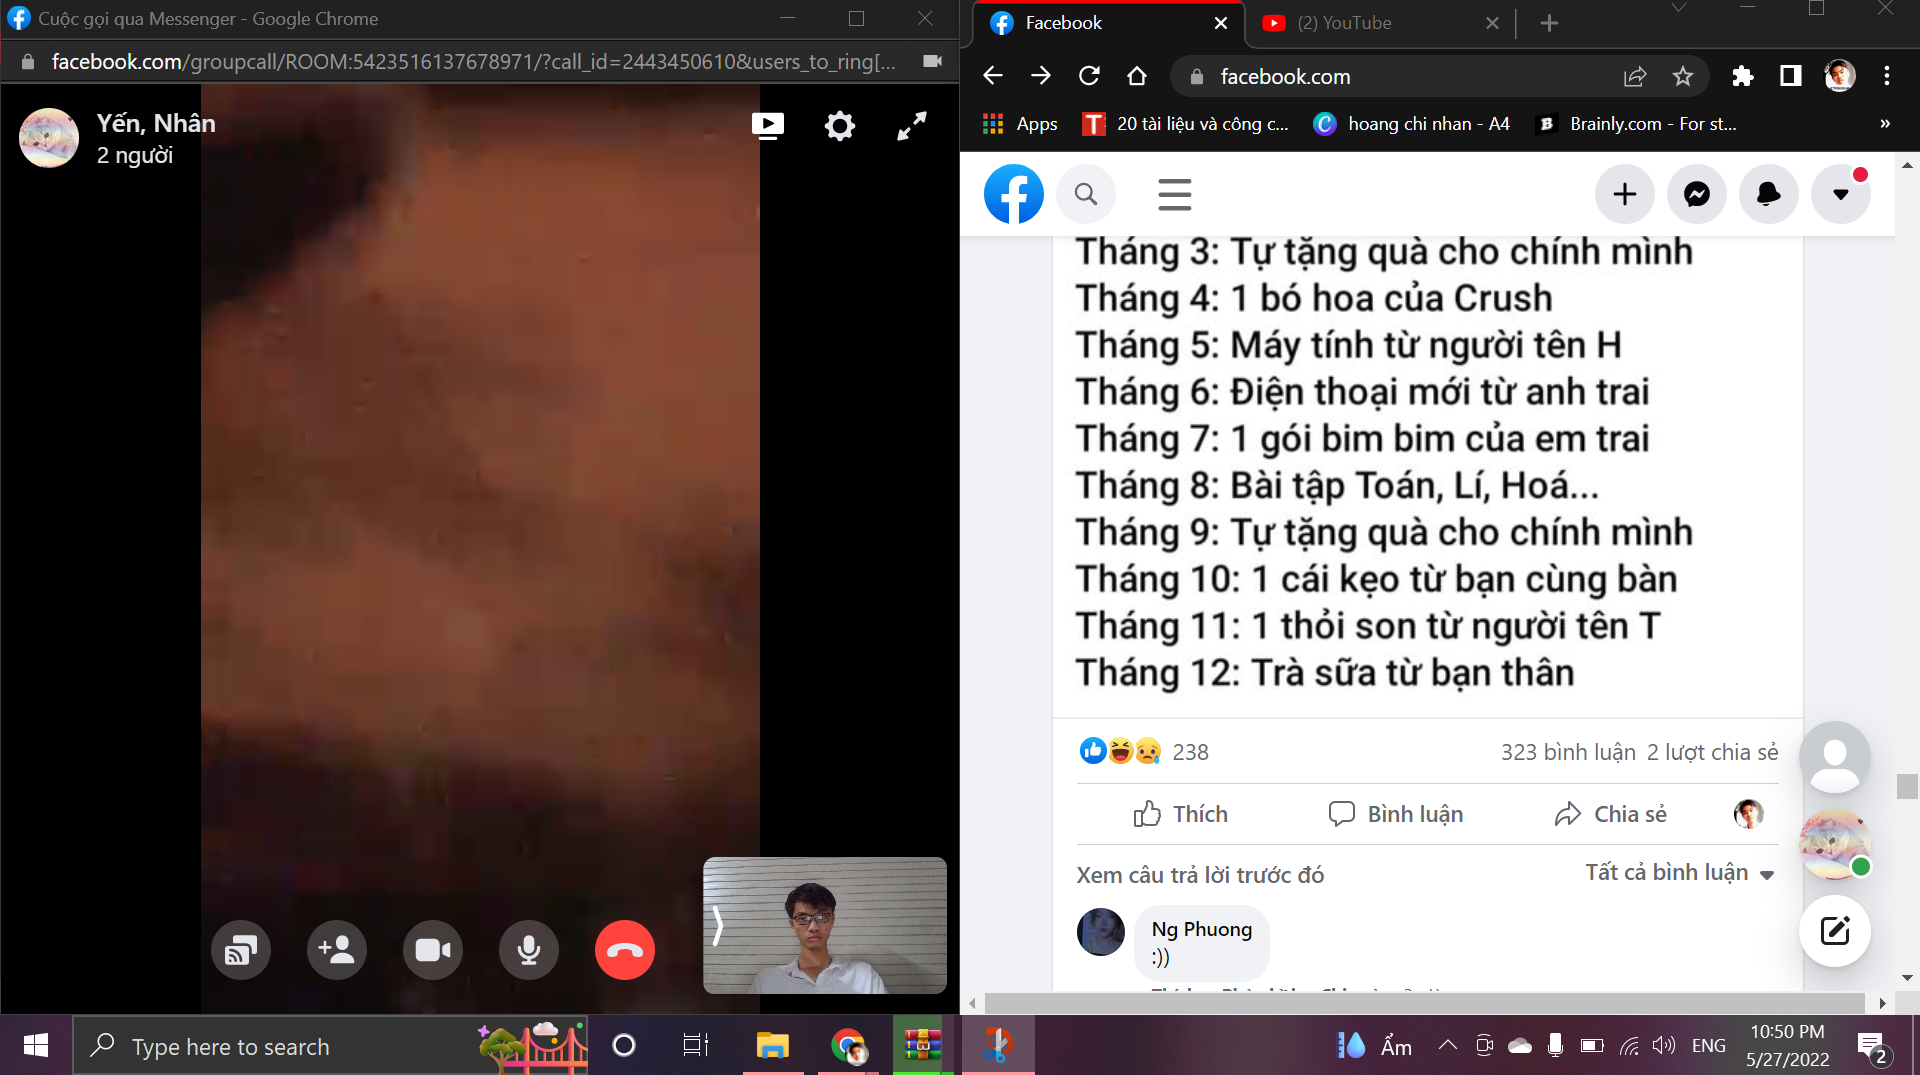 Cuộc gọi qua Messenger - Google Chrome
facebook.com/groupcall/ROOM:5423516137678971/?call_id=2443450610&users_to_ring[...
Yến, Nhân
2 người
Facebook
(2) YouTube
facebook.com
Apps
20 tài liệu và công c...
hoang chi nhan - A4
Brainly.com - For st...
»
Tháng 3: Tự tặng quà cho chính mình
Tháng 4: 1 bó hoa của Crush
Tháng 5: Máy tính từ người tên H
Tháng 6: Điện thoại mới từ anh trai
Tháng 7: 1 gói bim bim của em trai
Tháng 8: Bài tập Toán, Lí, Hoá...
Tháng 9: Tự tặng quà cho chính mình
Tháng 10: 1 cái kẹo từ bạn cùng bàn
Tháng 11: 1 thỏi son từ người tên T
Tháng 12: Trà sữa từ bạn thân
238
323 bình luận 2 lượt chia sẻ
Thích
Bình luận
Chia sẻ
Xem câu trả lời trước đó
Tất cả bình luận
Ng Phuong
:))
Type here to search
Ẩm
ENG
10:50 PM
5/27/2022
2